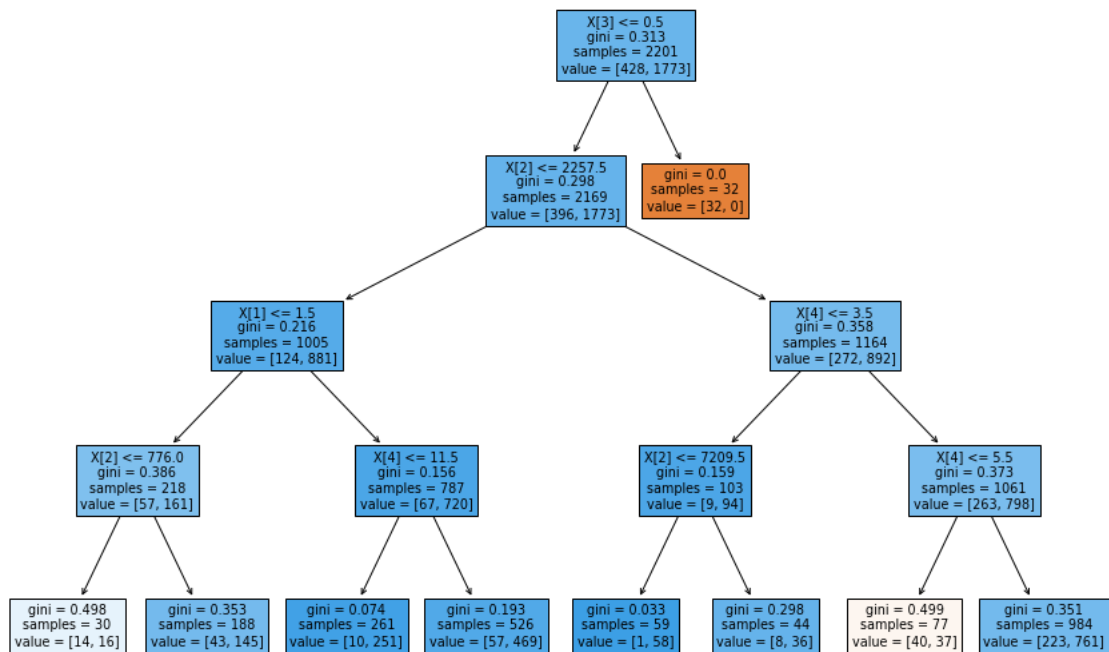 X[3] <= 0.5
gini = 0.313
samples = 2201
value = [428, 1773]
X[2] <= 2257.5
gini = 0.298
samples = 2169
value = [396, 1773]
gini = 0.0
samples = 32
value = [32, 0]
X[1] <= 1.5
gini = 0.216
samples = 1005
value = [124, 881]
X[4] <= 3.5
gini = 0.358
samples = 1164
value = [272, 892]
X[2] <= 776.0
gini = 0.386
samples = 218
value = [57, 161]
X[4] <= 11.5
gini = 0.156
samples = 787
value = [67, 720]
X[2] <= 7209.5
gini = 0.159
samples = 103
value = [9, 94]
X[4] <= 5.5
gini = 0.373
samples = 1061
value = [263, 798]
gini = 0.498
samples = 30
value = [14, 16]
gini = 0.353
samples = 188
value = [43, 145]
gini = 0.074
samples = 261
value = [10, 251]
gini = 0.193
samples = 526
value = [57, 469]
gini = 0.033
samples = 59
value = [1, 58]
gini = 0.298
samples = 44
value = [8, 36]
gini = 0.499
samples = 77
value = [40, 37]
gini = 0.351
samples = 984
value = [223, 761]